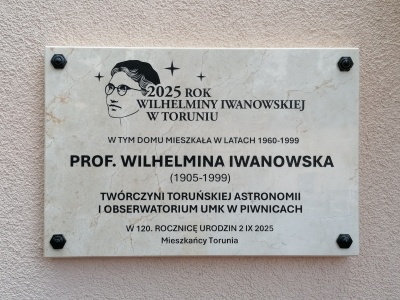 2025 ROK
WILHELMINY IWANOWSKIEJ
W TORUNIU
W TYM DOMU MIESZKAŁA W LATACH 1960-1999
PROF. WILHELMINA IWANOWSKA
(1905-1999)
TWÓRCZYNI TORUŃSKIEJ ASTRONOMII
I OBSERWATORIUM UMK W PIWNICACH
W 120. ROCZNICĘ URODZIN 2 IX 2025
Mieszkańcy Torunia